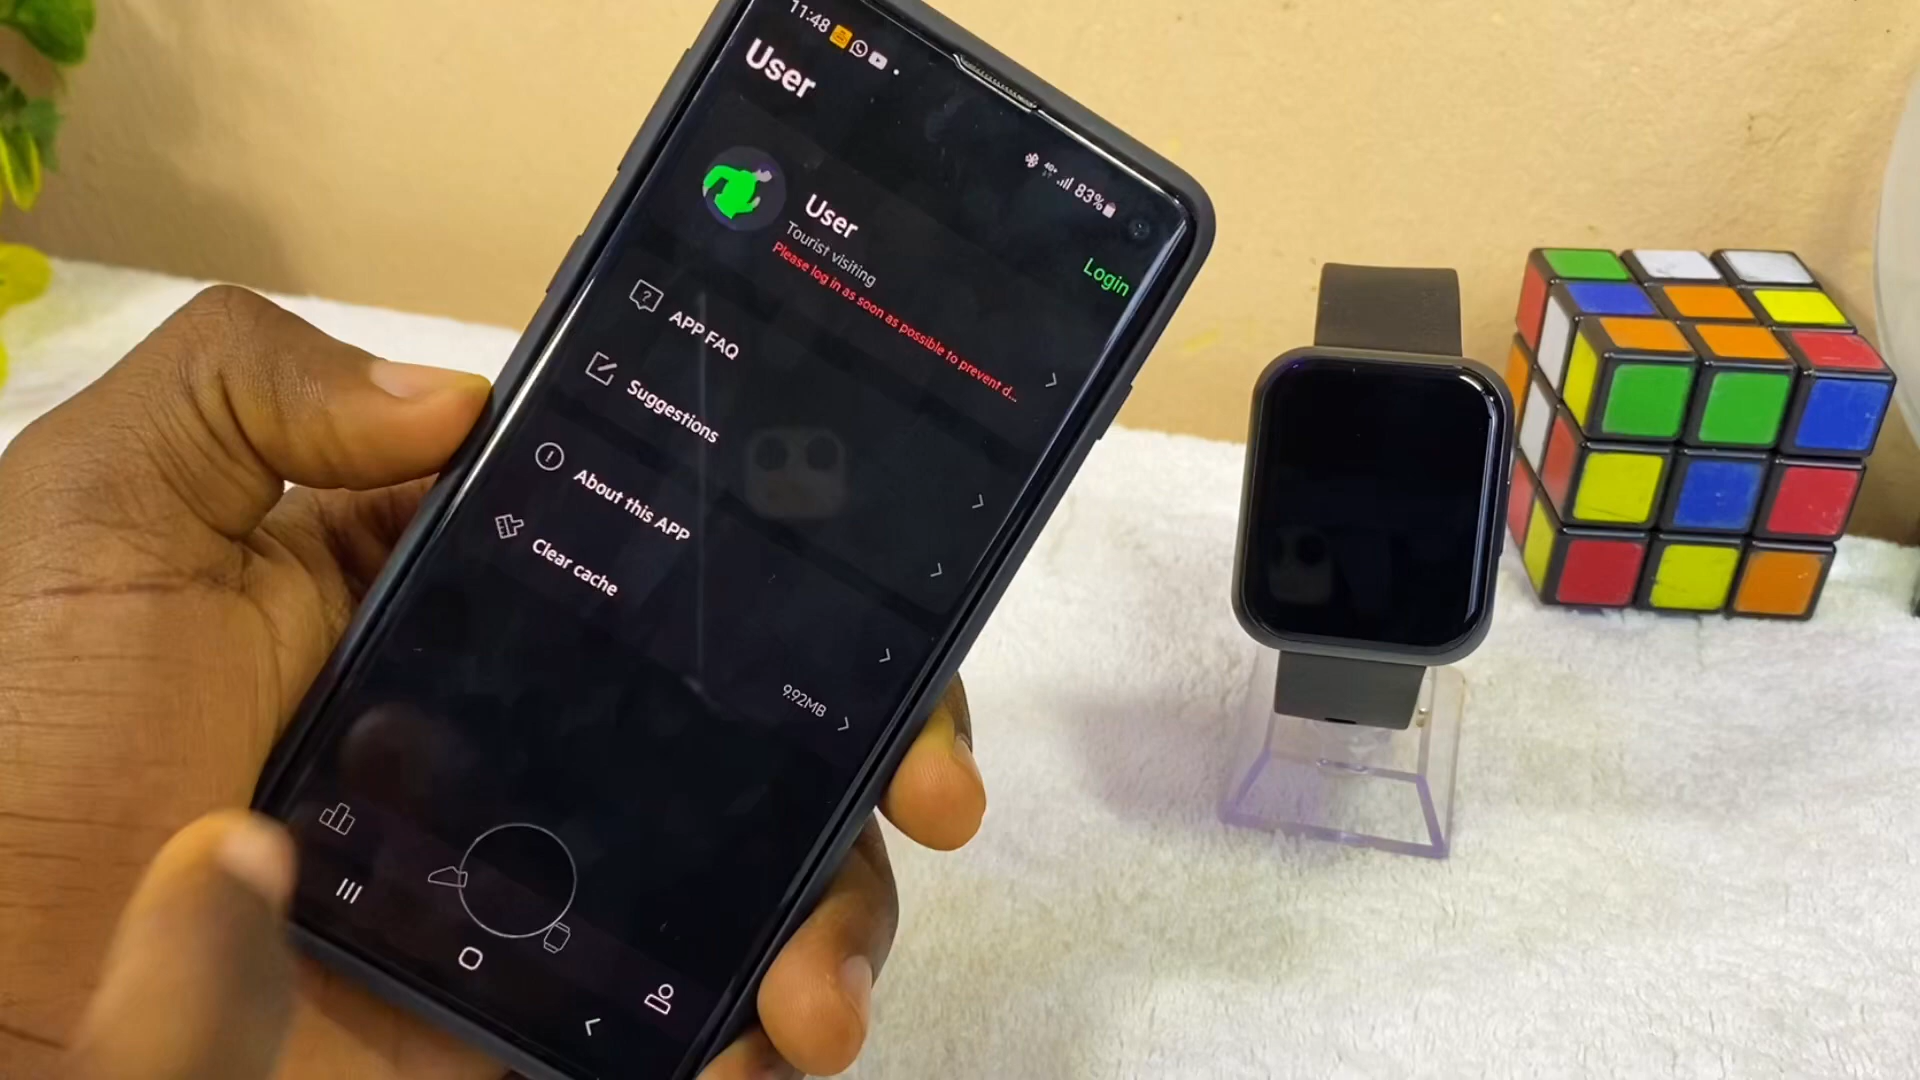 11:48
83%
User
User
Login
Tourist visiting
Please log in as soon as possible to prevent d...
APP FAQ
Suggestions
About this APP
Clear cache
9.92MB